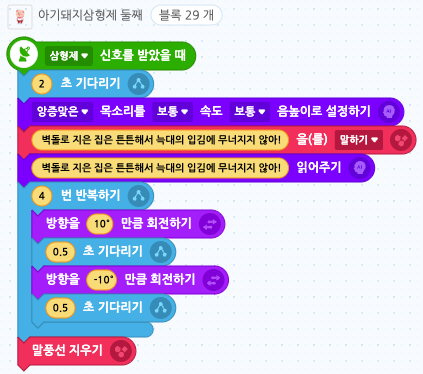 아기돼지삼형제 둘째 블록 29 개
삼형제 신호를 받았을 때
2 초 기다리기
앙증맞은 목소리를 보통 속도 보통 음높이로 설정하기
벽돌로 지은 집은 튼튼해서 늑대의 입김에 무너지지 않아! 을(를) 말하기
벽돌로 지은 집은 튼튼해서 늑대의 입김에 무너지지 않아! 읽어주기
4 번 반복하기
방향을 10° 만큼 회전하기
0.5 초 기다리기
방향을 -10° 만큼 회전하기
0.5 초 기다리기
말풍선 지우기